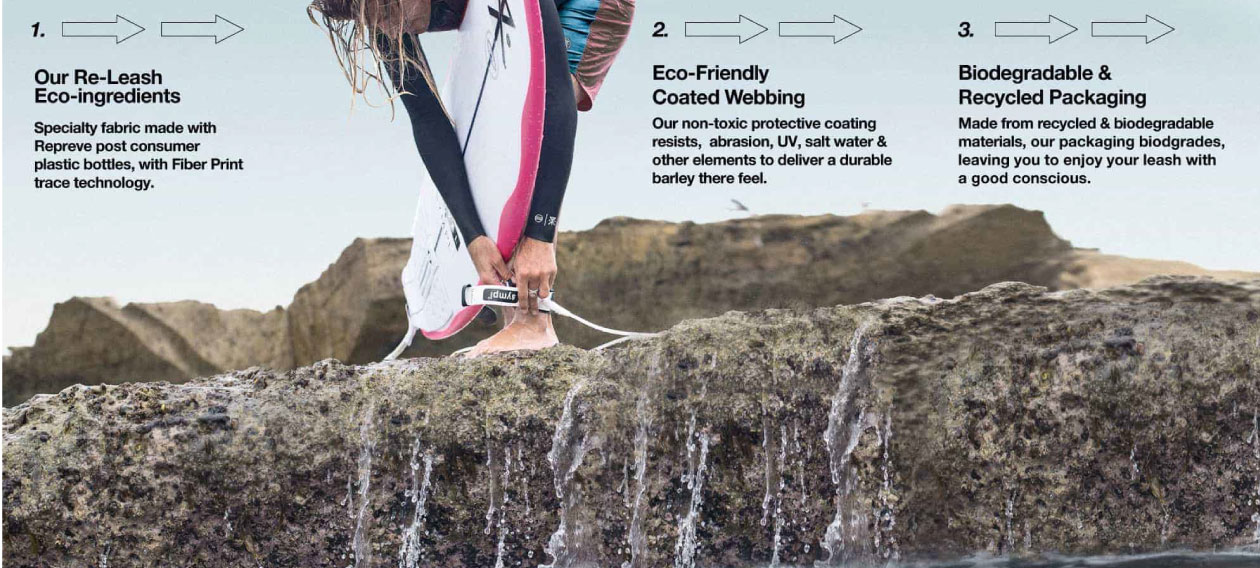 1.
Our Re-Leash
Eco-ingredients
Specialty fabric made with
Repreve post consumer
plastic bottles, with Fiber Print
trace technology.
2.
Eco-Friendly
Coated Webbing
Our non-toxic protective coating
resists,  abrasion, UV, salt water &
other elements to deliver a durable
barley there feel.
3.
Biodegradable &
Recycled Packaging
Made from recycled & biodegradable
materials, our packaging biodgrades,
leaving you to enjoy your leash with
a good conscious.
sympl